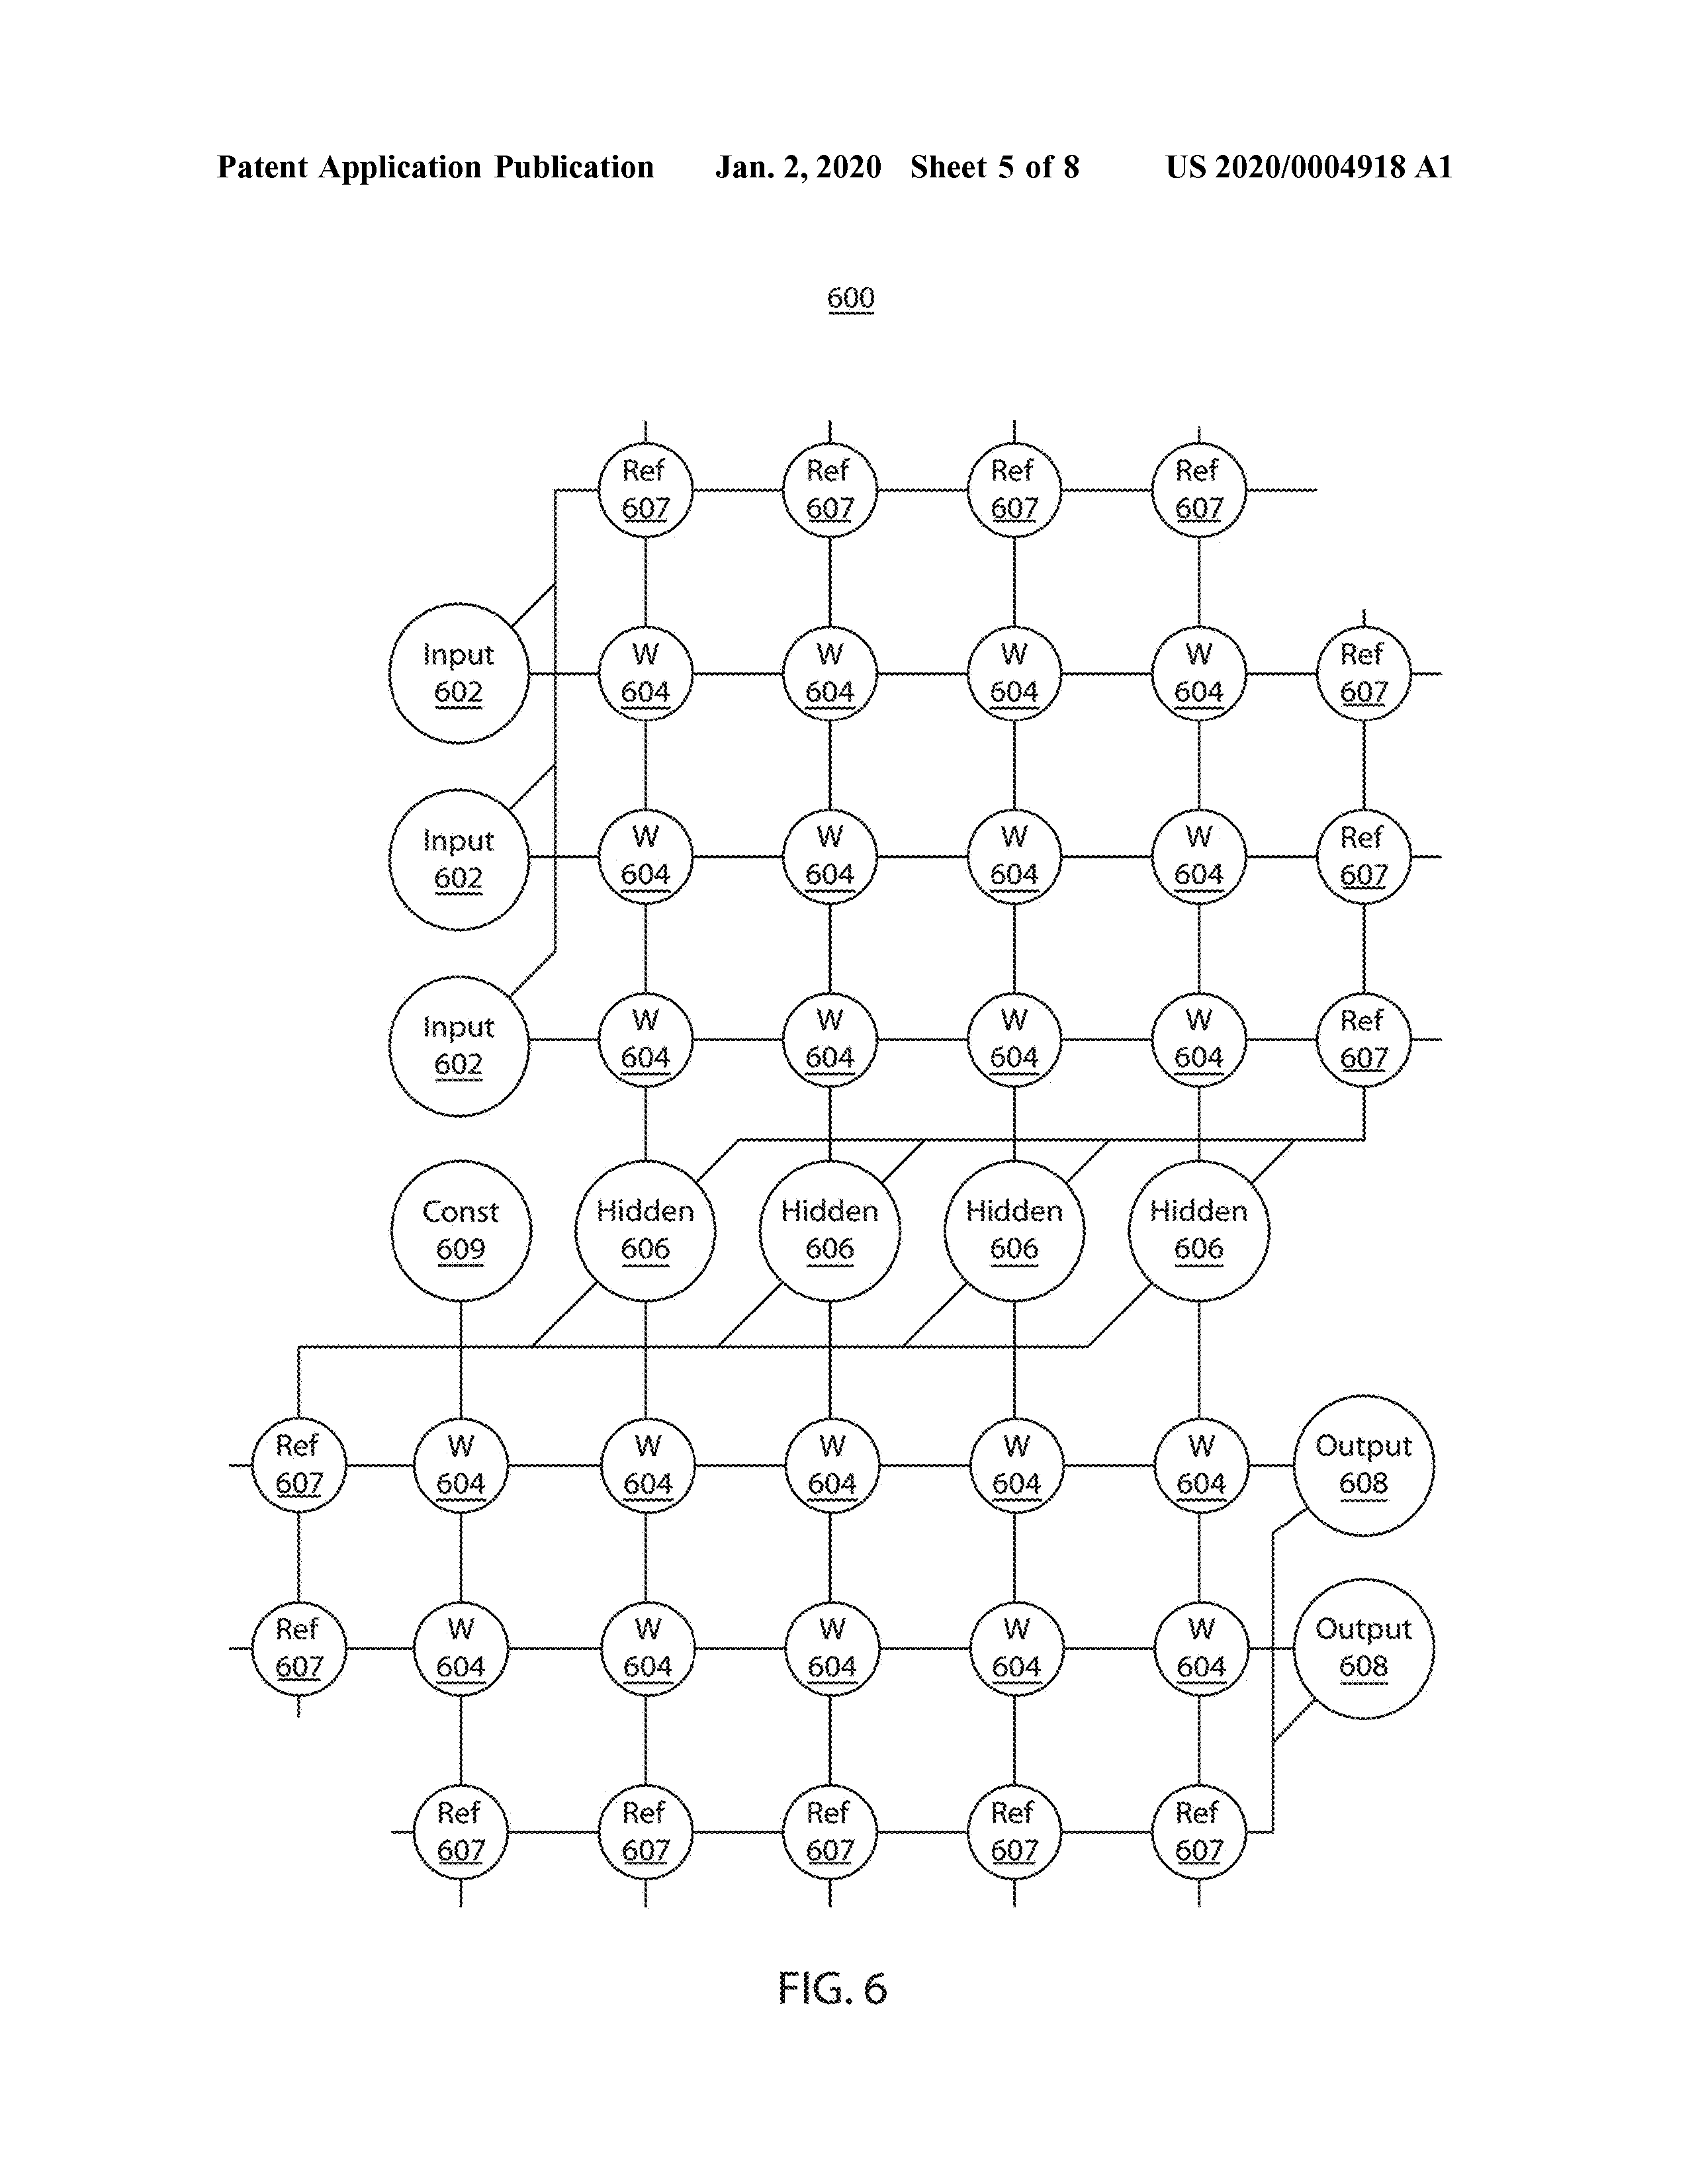 Patent Application Publication Jan. 2, 2020 Sheet 5 of 8 US 2020/0004918 A1
600
Ref Ref Ref Ref
607 607 607 607
Input W W W W Ref
602 604 604 604 604 607
Input W W W W Ref
602 604 604 604 604 607
Input W W W W Ref
602 604 604 604 604 607
Const Hidden Hidden Hidden Hidden
609 606 606 606 606
Ref W W W W W Output
607 604 604 604 604 604 608
Ref W W W W W Output
607 604 604 604 604 604 608
Ref Ref Ref Ref Ref
607 607 607 607 607
FIG. 6